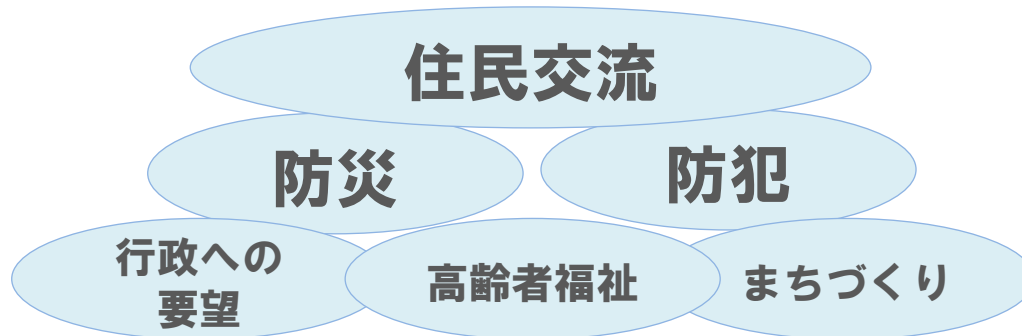 住民交流
防災
防犯
行政への
要望
高齢者福祉
まちづくり